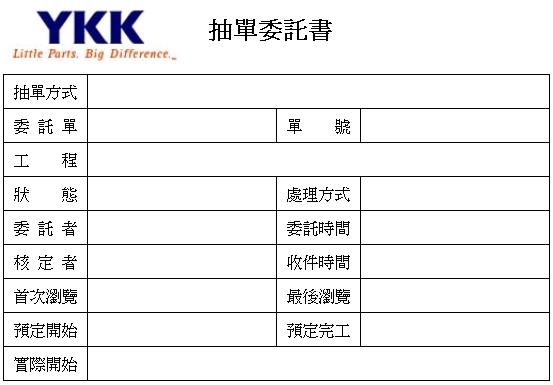 YKK
Little Parts. Big Difference.
抽單委託書
抽單方式
委託單 單號
工程
狀態 處理方式
委託者 委託時間
核定者 收件時間
首次瀏覽 最後瀏覽
預定開始 預定完工
實際開始